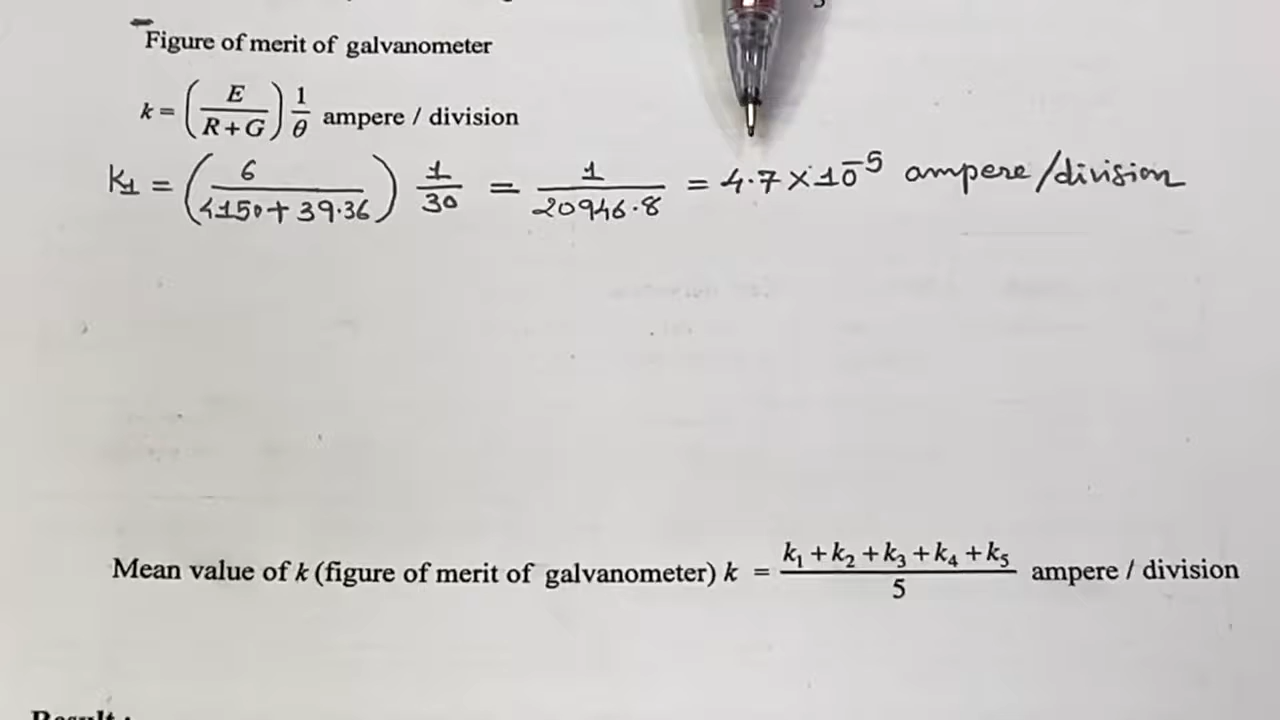 Figure of merit of galvanometer
k = (E / R + G) 1/θ ampere / division
K1 = (6 / 4150 + 39.36) 1/30 = 1/20946.8 = 4.7 × 10^-5 ampere/division
Mean value of k (figure of merit of galvanometer) k = k1 + k2 + k3 + k4 + k5 / 5 ampere / division